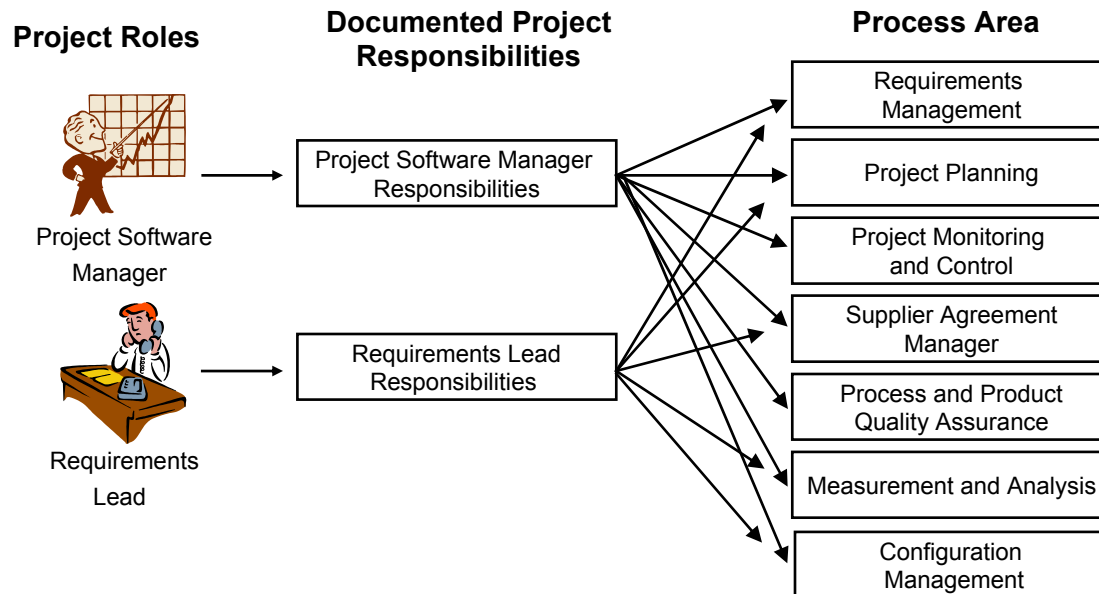 Project Roles
Documented Project
Responsibilities
Process Area
Project Software
Manager
Requirements
Lead
Project Software Manager
Responsibilities
Requirements Lead
Responsibilities
Requirements
Management
Project Planning
Project Monitoring
and Control
Supplier Agreement
Manager
Process and Product
Quality Assurance
Measurement and Analysis
Configuration
Management